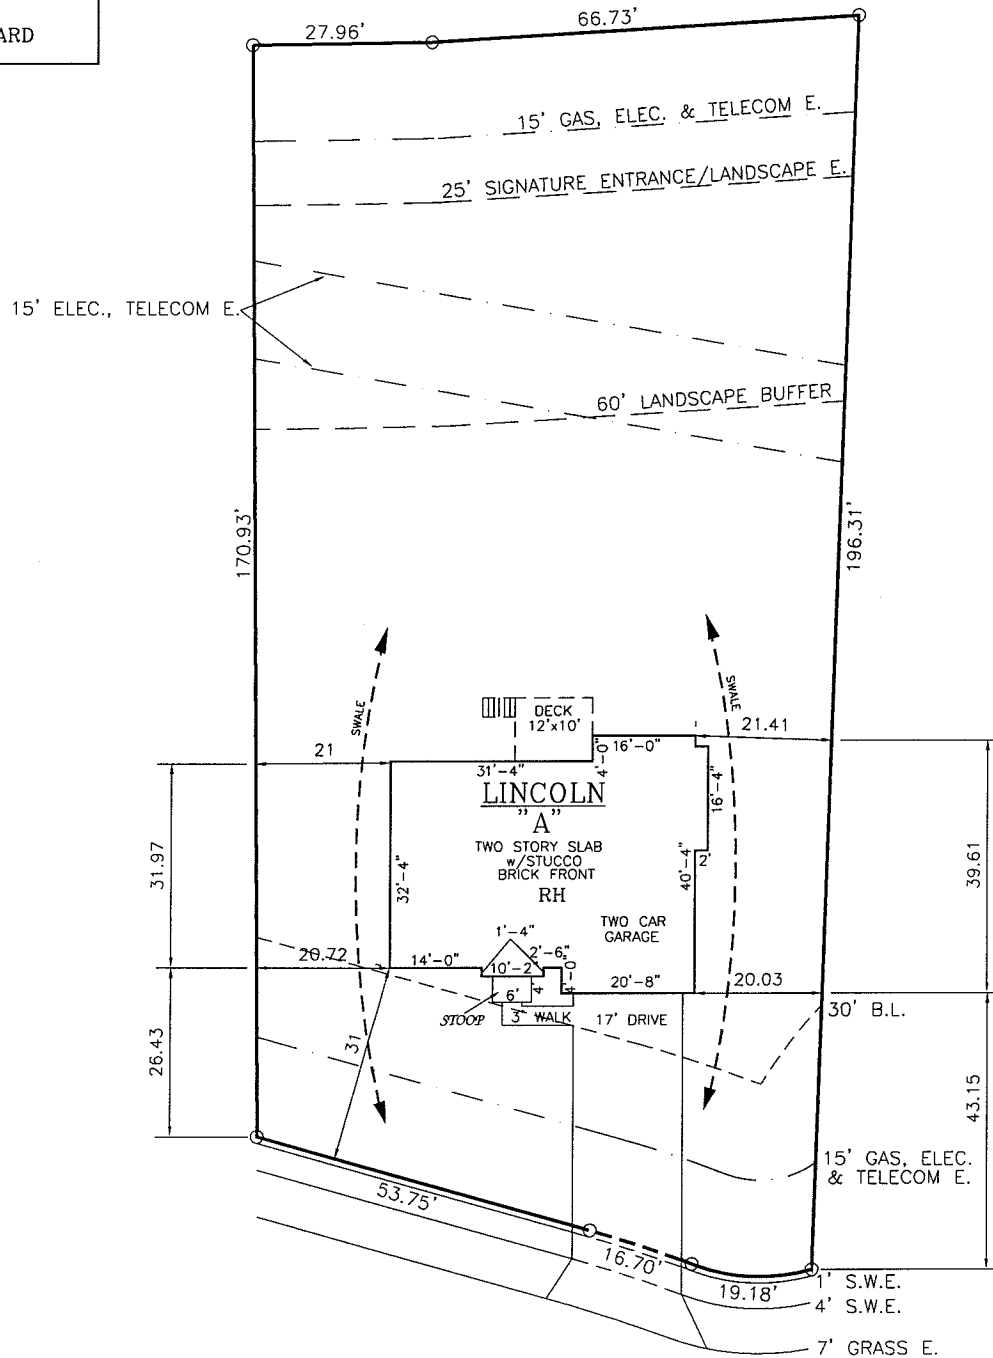 ARD
27.96'
66.73'
15' GAS, ELEC. & TELECOM E.
25' SIGNATURE ENTRANCE/LANDSCAPE E.
15' ELEC., TELECOM E.
60' LANDSCAPE BUFFER
170.93'
196.31'
SWALE
SWALE
DECK
12'x10'
21
21.41
31'-4"
4'-0"
16'-0"
16'-4"
LINCOLN
"A"
TWO STORY SLAB
w/STUCCO
BRICK FRONT
RH
31.97
32'-4"
40'-4"
2'
39.61
TWO CAR
GARAGE
1'-4"
2'-6"
20.72
14'-0"
10'-2
4'
4'-0"
20'-8"
20.03
6'
STOOP
3'
WALK
17' DRIVE
30' B.L.
26.43
31
43.15
15' GAS, ELEC.
& TELECOM E.
53.75'
16.70'
19.18'
1' S.W.E.
4' S.W.E.
7' GRASS E.